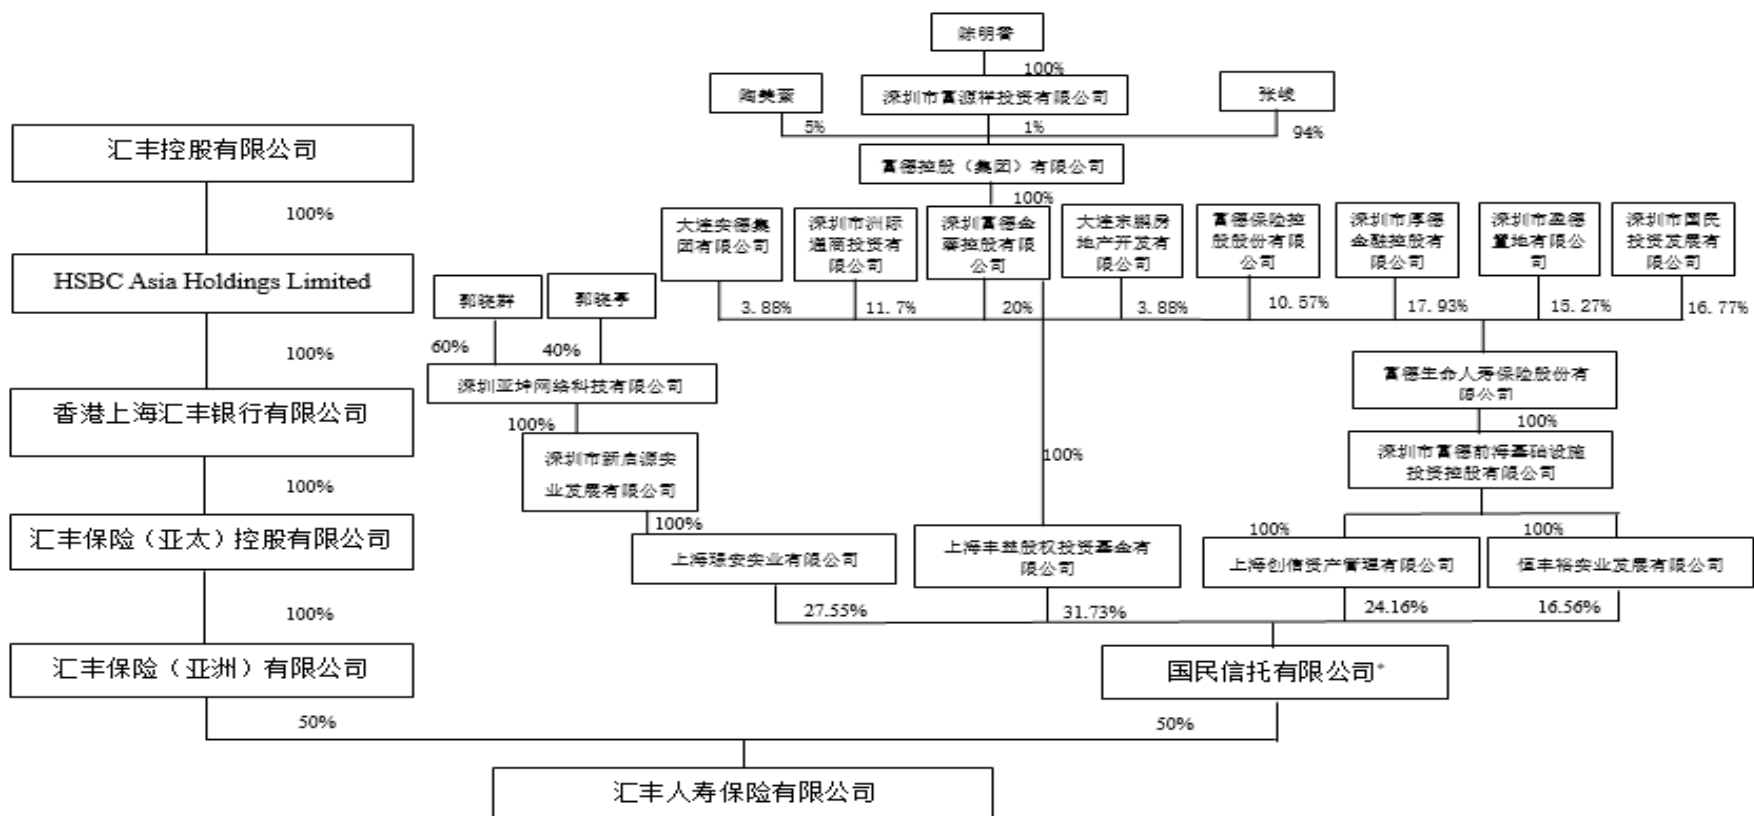 陈明香
100%
陶美蓉
深圳市富源祥投资有限公司
张峻
5%
1%
94%
汇丰控股有限公司
富德控股（集团）有限公司
100%
100%
大连安德集
团有限公司
深圳市洲际
通商投资有
限公司
深圳富德金
蓉控股有限
公司
大连东鹏房
地产开发有
限公司
富德保险控
股股份有限
公司
深圳市厚德
金融控股有
限公司
深圳市盈德
置地有限公
司
深圳市国民
投资发展有
限公司
HSBC Asia Holdings Limited
郭晓群
郭晓亭
3.88%
11.7%
20%
3.88%
10.57%
17.93%
15.27%
16.77%
100%
60%
40%
深圳亚坤网络科技有限公司
富德生命人寿保险股份有
限公司
香港上海汇丰银行有限公司
100%
100%
深圳市新启源实
业发展有限公司
100%
深圳市富德前海基础设施
投资控股有限公司
100%
100%
100%
100%
汇丰保险（亚太）控股有限公司
上海璟安实业有限公司
上海丰益股权投资基金有
限公司
上海创信资产管理有限公司
恒丰裕实业发展有限公司
100%
27.55%
31.73%
24.16%
16.56%
汇丰保险（亚洲）有限公司
国民信托有限公司*
50%
50%
汇丰人寿保险有限公司